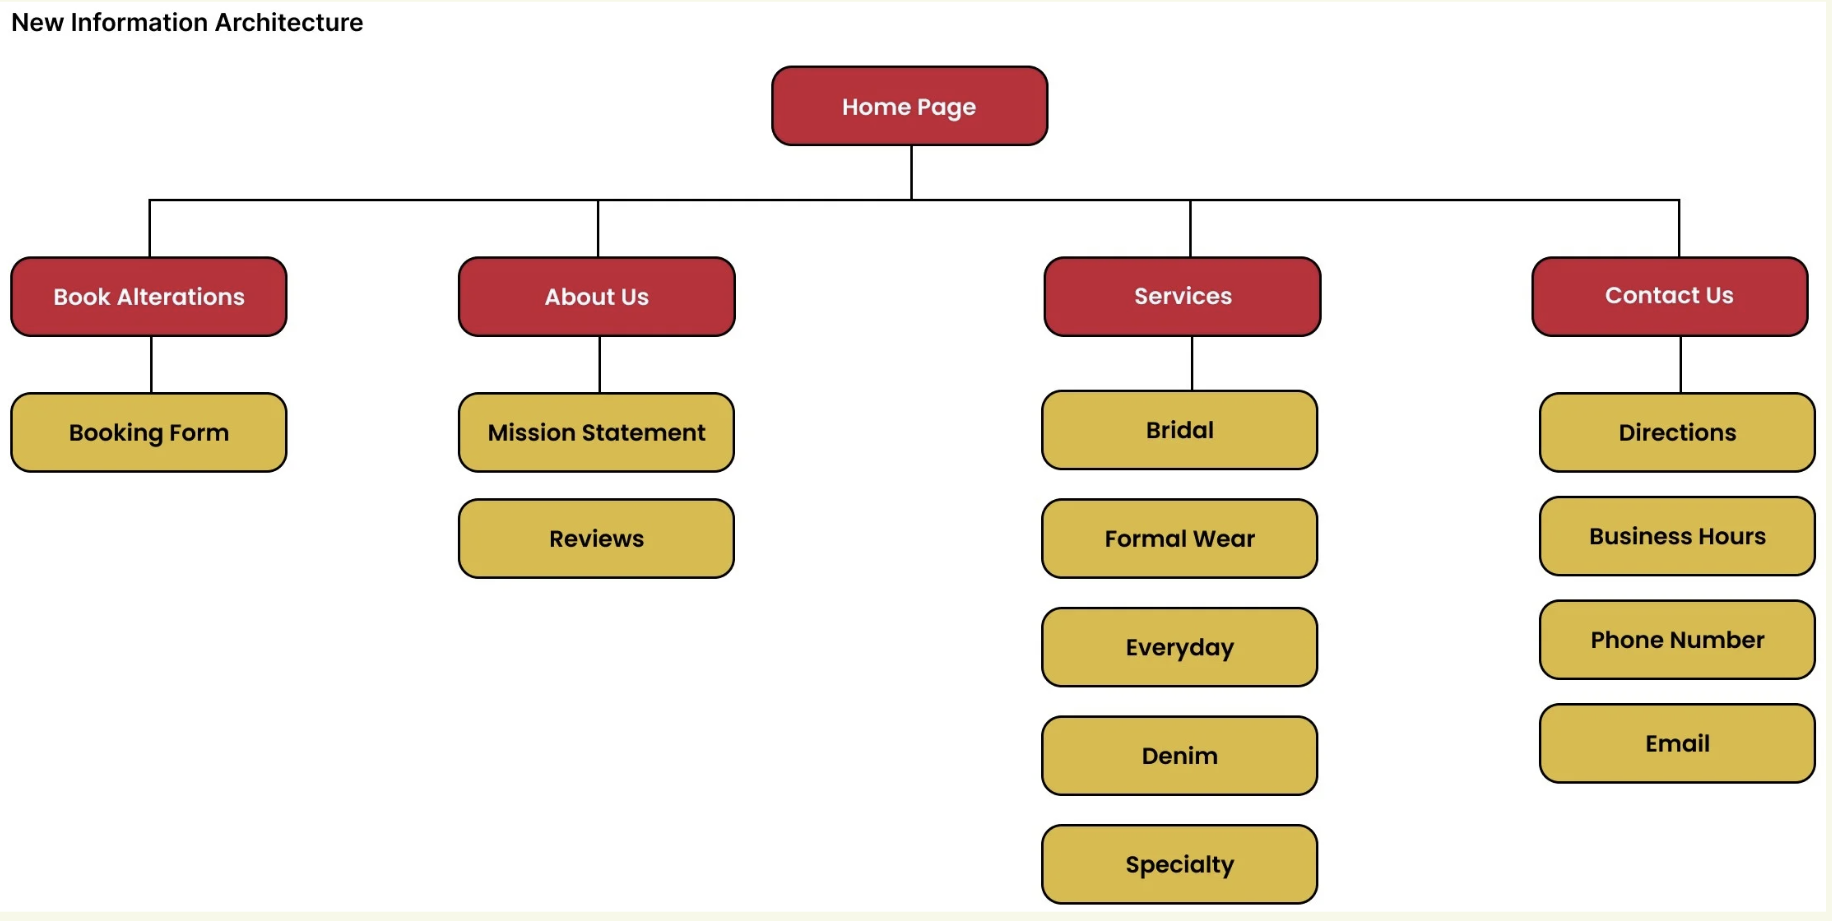 New Information Architecture
Home Page
Book Alterations
About Us
Services
Contact Us
Booking Form
Mission Statement
Reviews
Bridal
Formal Wear
Everyday
Denim
Specialty
Directions
Business Hours
Phone Number
Email